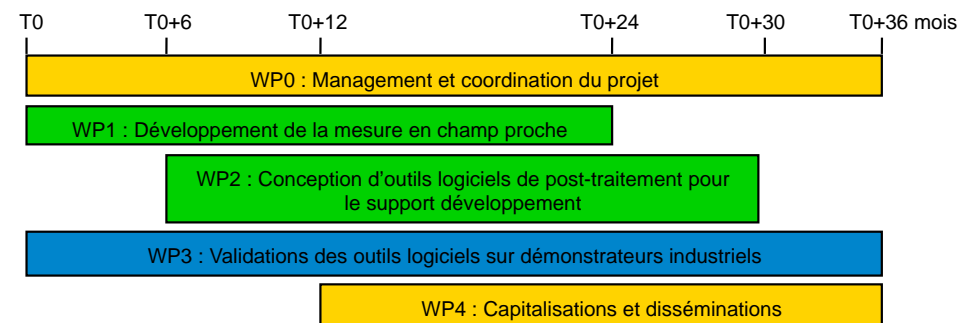 T0 T0+6 T0+12 T0+24 T0+30 T0+36 mois
WP0 : Management et coordination du projet
WP1 : Développement de la mesure en champ proche
WP2 : Conception d'outils logiciels de post-traitement pour
le support développement
WP3 : Validations des outils logiciels sur démonstrateurs industriels
WP4 : Capitalisations et disséminations